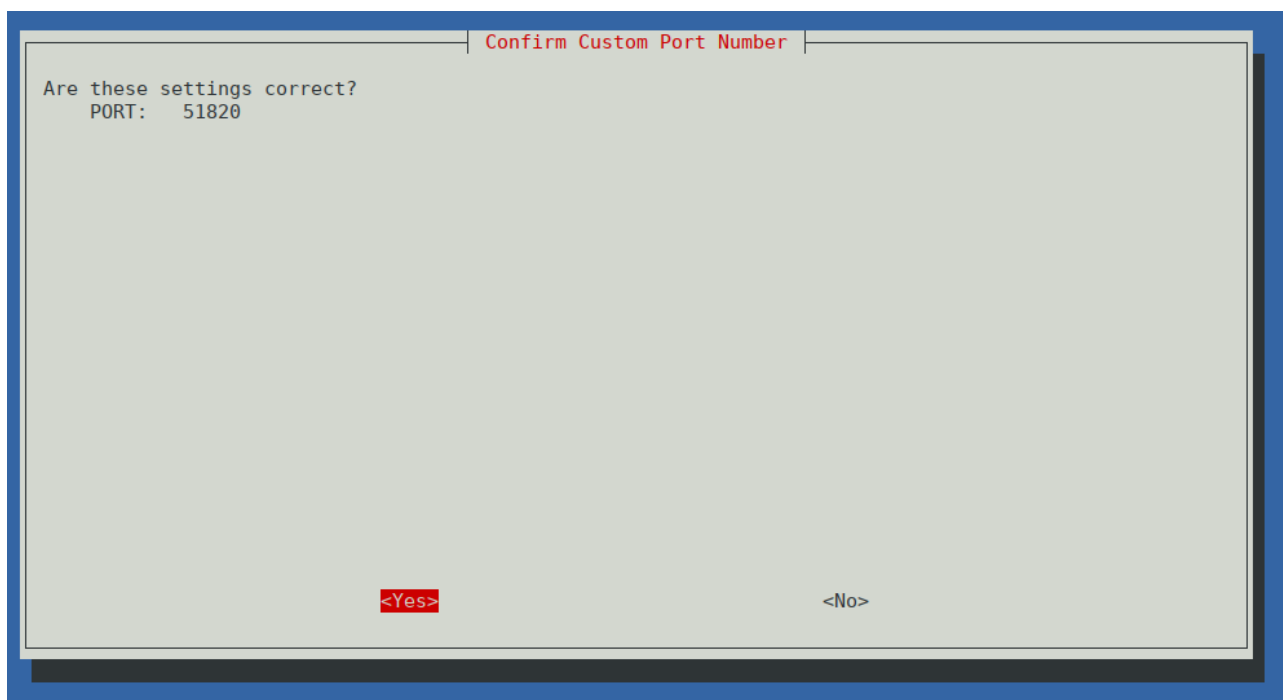 Confirm Custom Port Number
Are these settings correct?
PORT: 51820
<Yes> <No>